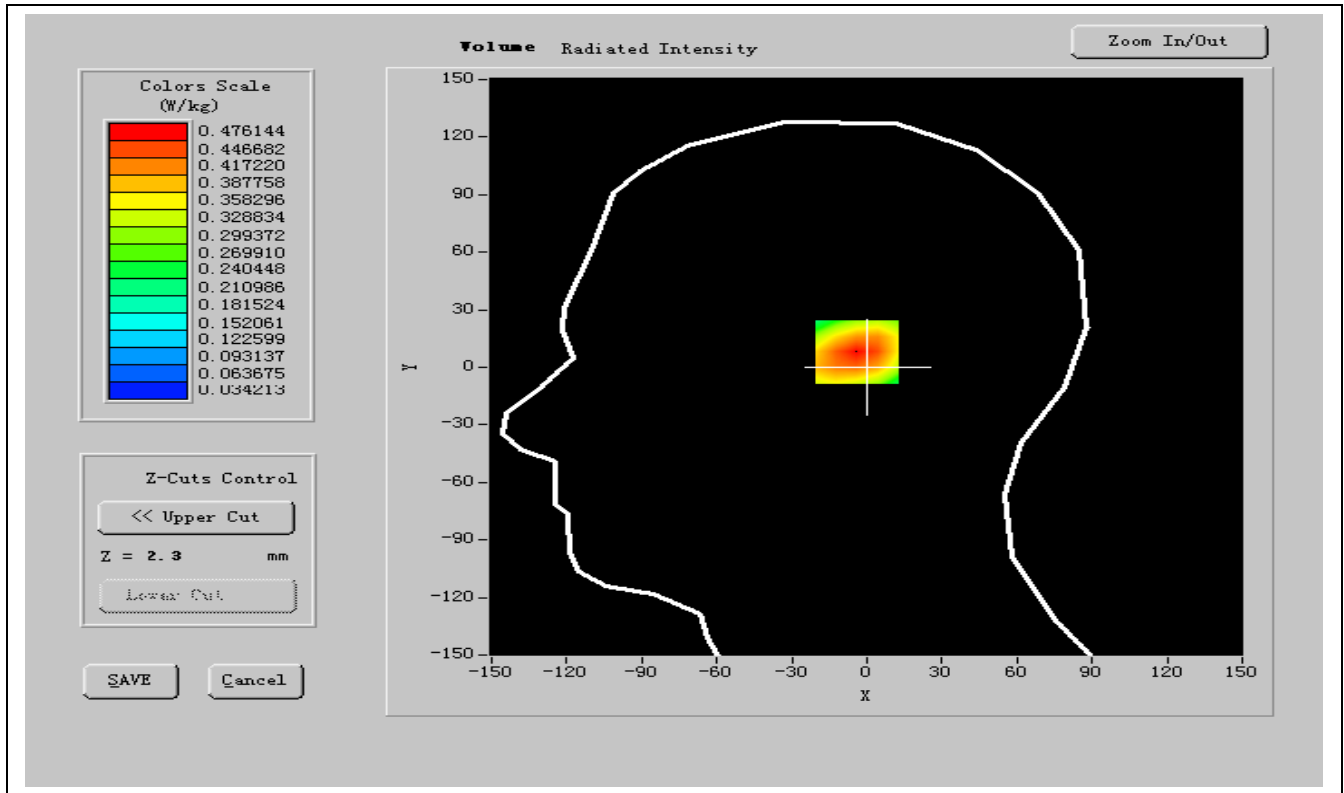 Volume Radiated Intensity
Zoom In/Out
Colors Scale
(W/kg)
0.476144
0.446682
0.417220
0.387758
0.358296
0.328834
0.299372
0.269910
0.240448
0.210986
0.181524
0.152061
0.122599
0.093137
0.063675
0.034213
Z-Cuts Control
<< Upper Cut
Z = 2.3 mm
Lower Cut
SAVE Cancel
150
120
90
60
30
0
-30
-60
-90
-120
-150
Y
-150 -120 -90 -60 -30 0 30 60 90 120 150
X